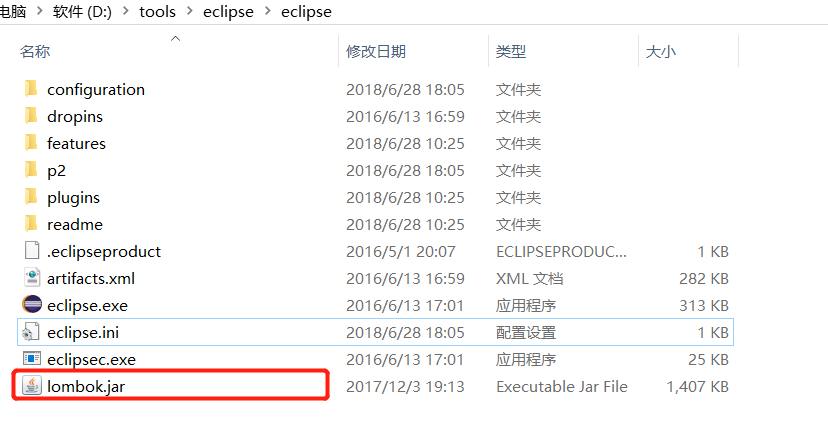 电脑 > 软件 (D:) > tools > eclipse > eclipse
名称 修改日期 类型 大小
configuration 2018/6/28 18:05 文件夹
dropins 2016/6/13 16:59 文件夹
features 2018/6/28 10:25 文件夹
p2 2018/6/28 18:05 文件夹
plugins 2018/6/28 10:25 文件夹
readme 2018/6/28 10:25 文件夹
.eclipseproduct 2016/5/1 20:07 ECLIPSEPRODUC... 1 KB
artifacts.xml 2016/6/13 16:59 XML 文档 282 KB
eclipse.exe 2016/6/13 17:01 应用程序 313 KB
eclipse.ini 2018/6/28 18:05 配置设置 1 KB
eclipsec.exe 2016/6/13 17:01 应用程序 25 KB
lombok.jar 2017/12/3 19:13 Executable Jar File 1,407 KB